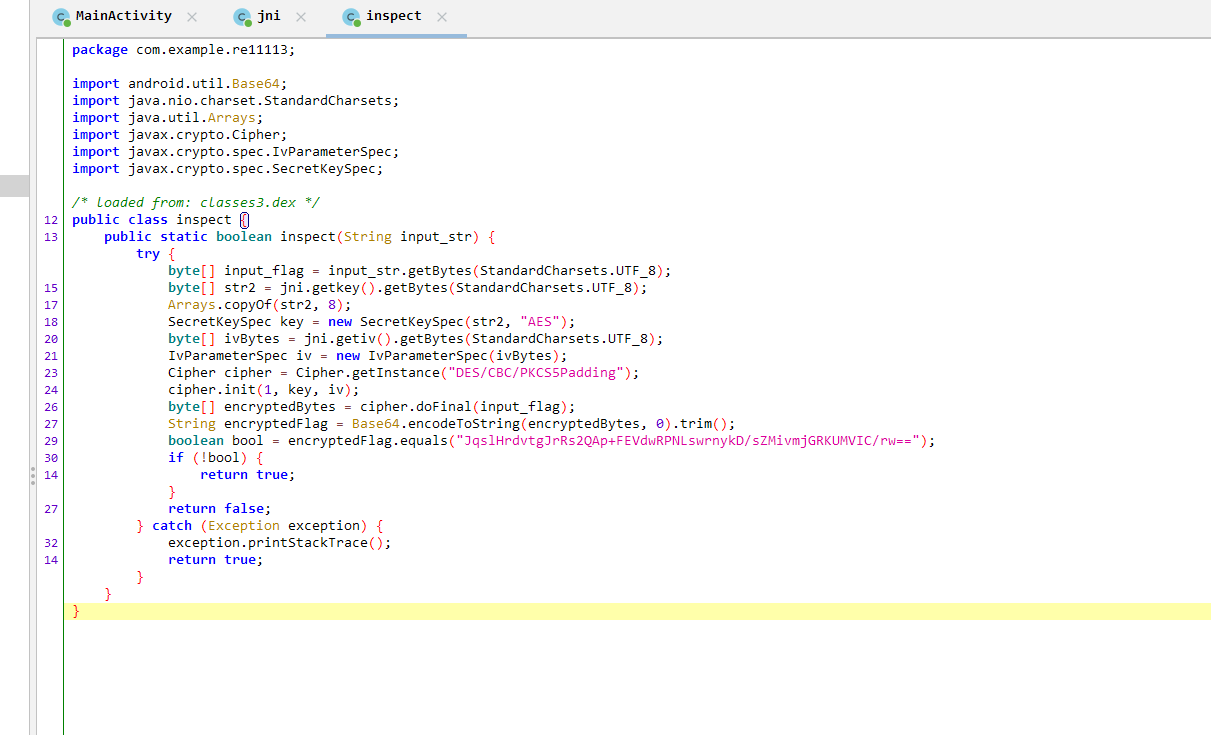 MainActivity jni inspect
package com.example.re11113;
import android.util.Base64;
import java.nio.charset.StandardCharsets;
import java.util.Arrays;
import javax.crypto.Cipher;
import javax.crypto.spec.IvParameterSpec;
import javax.crypto.spec.SecretKeySpec;
/* loaded from: classes3.dex */
12 public class inspect {
13 public static boolean inspect(String input_str) {
try {
byte[] input_flag = input_str.getBytes(StandardCharsets.UTF_8);
15 byte[] str2 = jni.getkey().getBytes(StandardCharsets.UTF_8);
17 Arrays.copyOf(str2, 8);
18 SecretKeySpec key = new SecretKeySpec(str2, "AES");
20 byte[] ivBytes = jni.getiv().getBytes(StandardCharsets.UTF_8);
21 IvParameterSpec iv = new IvParameterSpec(ivBytes);
23 Cipher cipher = Cipher.getInstance("DES/CBC/PKCS5Padding");
24 cipher.init(1, key, iv);
26 byte[] encryptedBytes = cipher.doFinal(input_flag);
27 String encryptedFlag = Base64.encodeToString(encryptedBytes, 0).trim();
29 boolean bool = encryptedFlag.equals("JqslHrdvtgJrRs2QAp+FEVdwRPNLswrnykD/sZMivmjGRKUMVIC/rw==");
30 if (!bool) {
14 return true;
}
27 return false;
} catch (Exception exception) {
32 exception.printStackTrace();
14 return true;
}
}
}